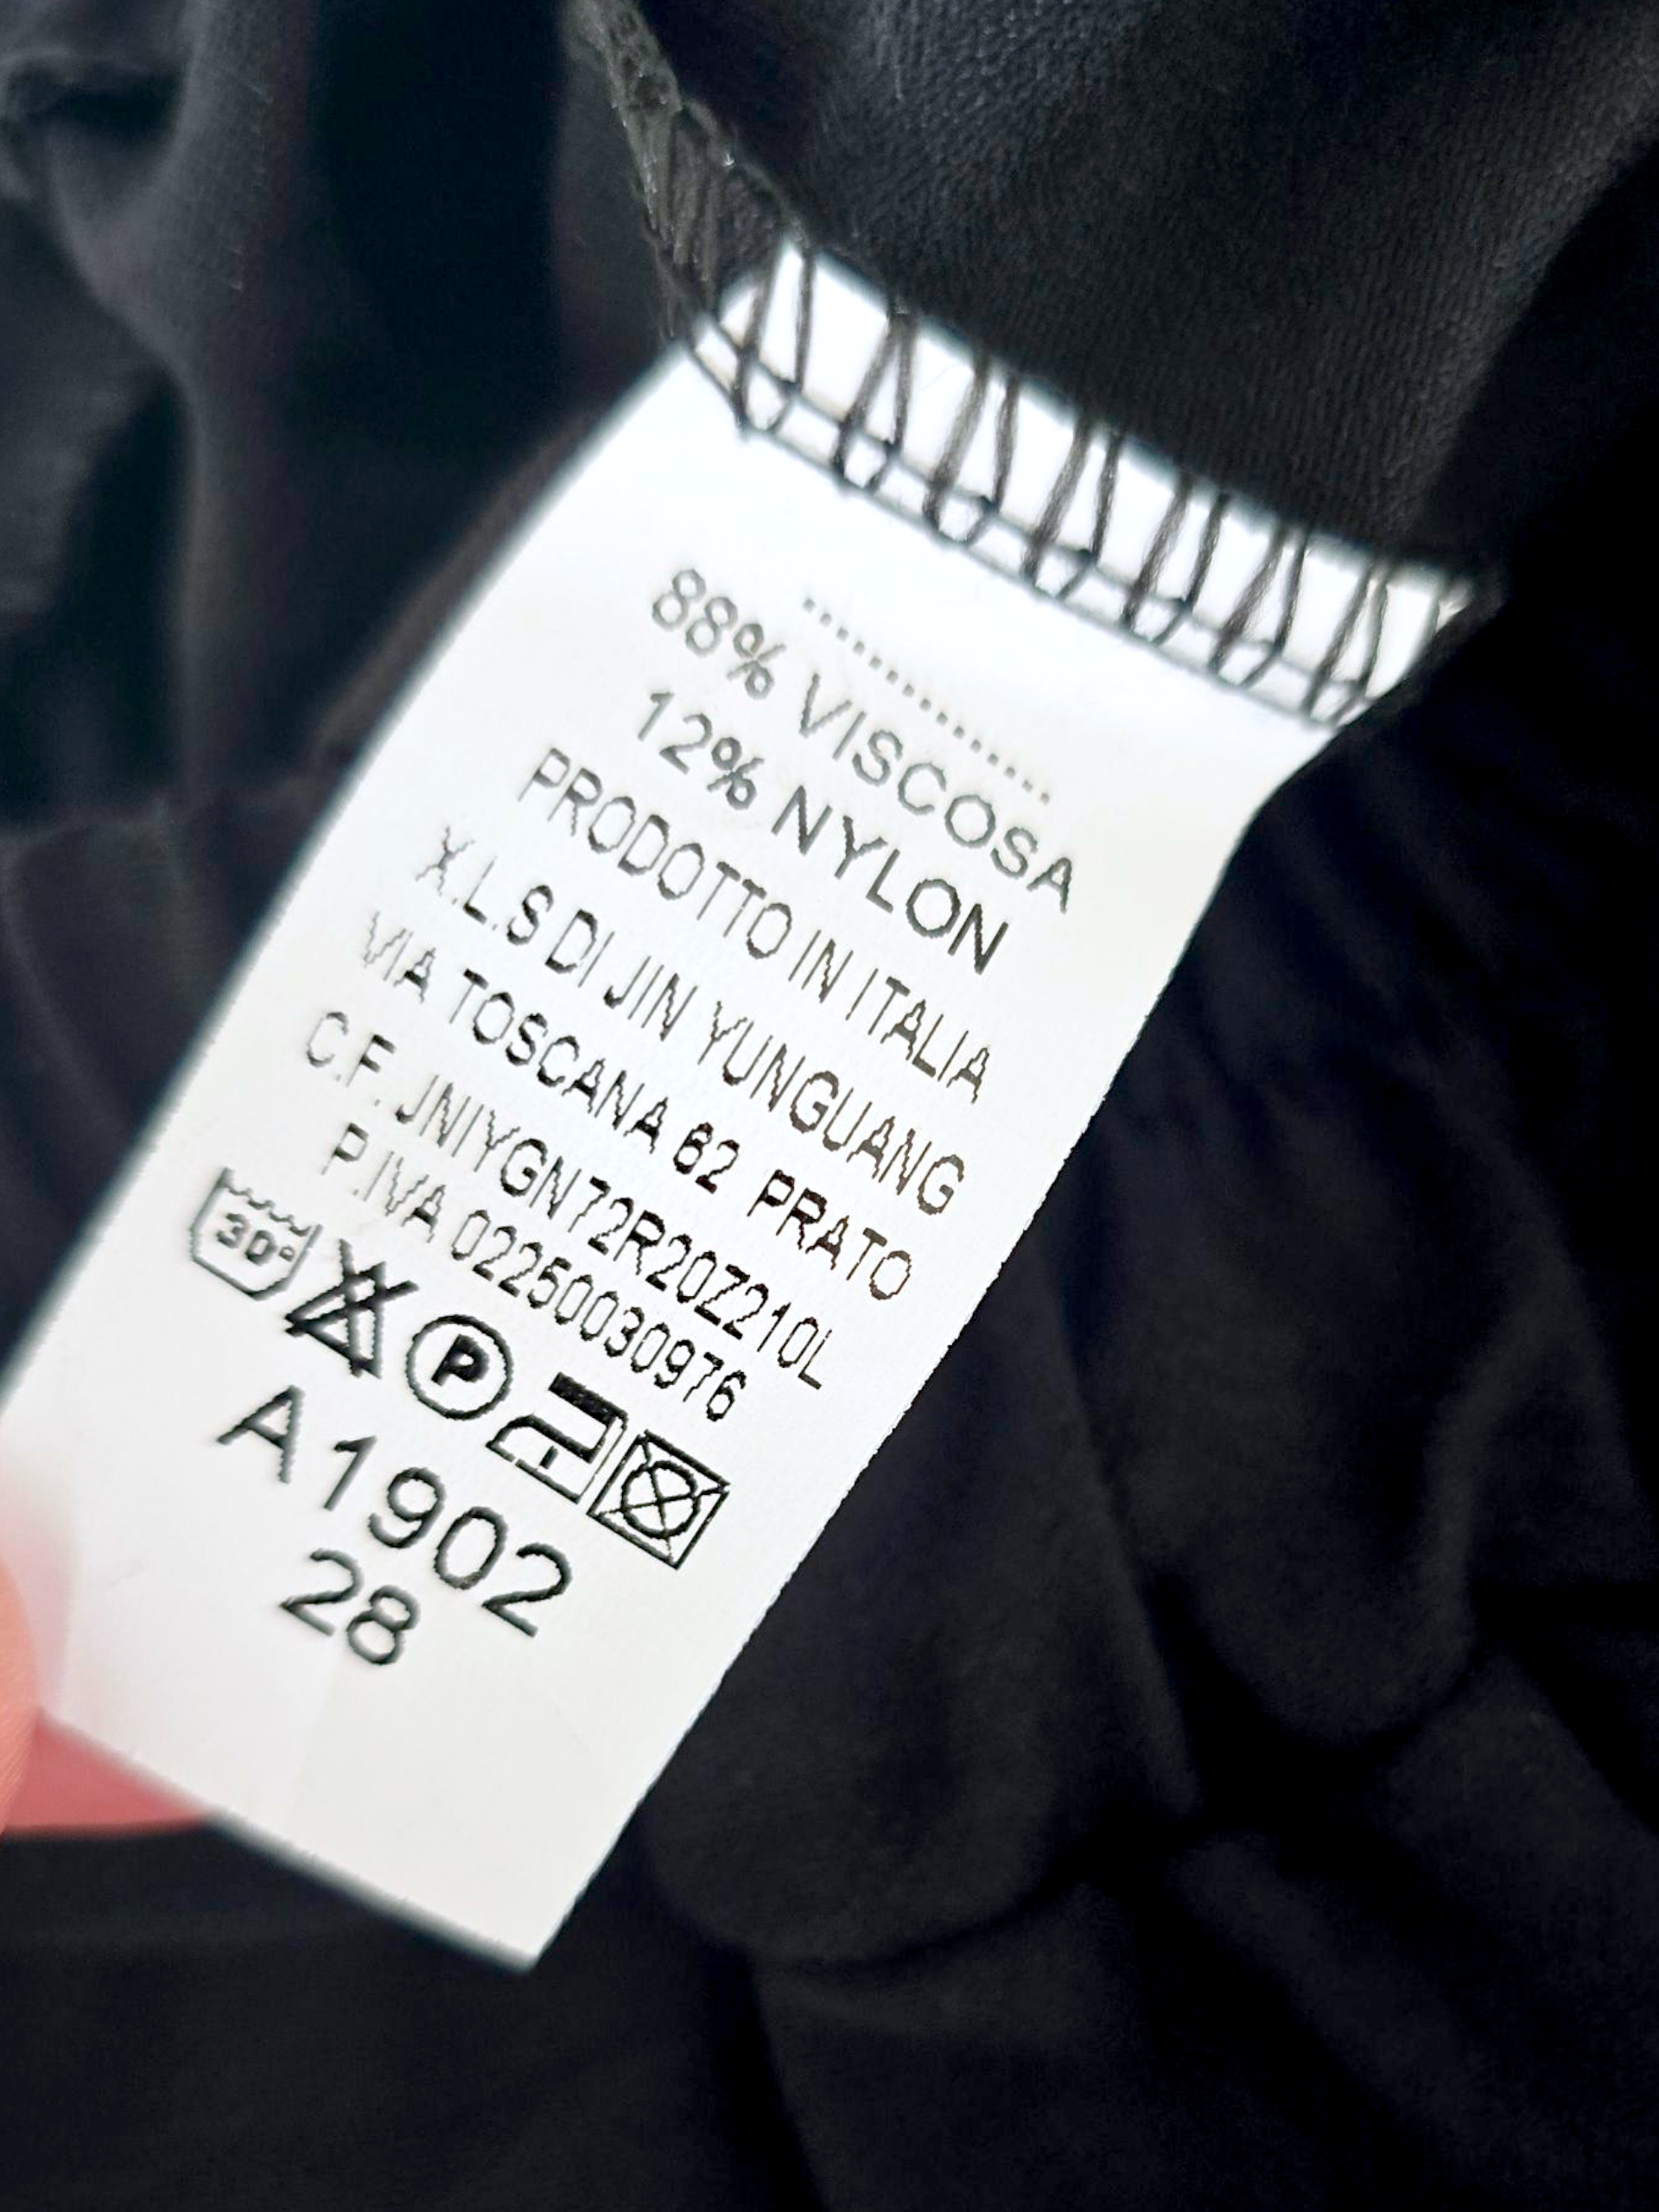 88% VISCOSA
12% NYLON
PRODOTTO IN ITALIA
X.L.S DI JIN YUNGUANG
VIA TOSCANA 62 PRATO
C.F. JNIYGN72R20Z210L
P.IVA 02250030976
30°
P
A1902
28